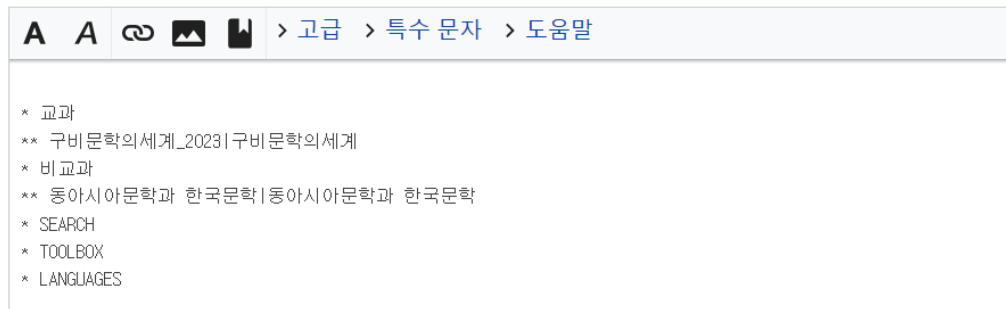 A A > 고급 > 특수 문자 > 도움말
* 교과
** 구비문학의세계_2023|구비문학의세계
* 비교과
** 동아시아문학과 한국문학|동아시아문학과 한국문학
* SEARCH
* TOOLBOX
* LANGUAGES